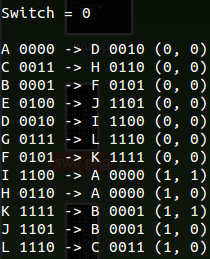 Switch = 0
A 0000 -> D 0010 (0, 0)
C 0011 -> H 0110 (0, 0)
B 0001 -> F 0101 (0, 0)
E 0100 -> J 1101 (0, 0)
D 0010 -> I 1100 (0, 0)
G 0111 -> L 1110 (0, 0)
F 0101 -> K 1111 (0, 0)
I 1100 -> A 0000 (1, 1)
H 0110 -> A 0000 (1, 0)
K 1111 -> B 0001 (1, 1)
J 1101 -> B 0001 (1, 0)
L 1110 -> C 0011 (1, 0)